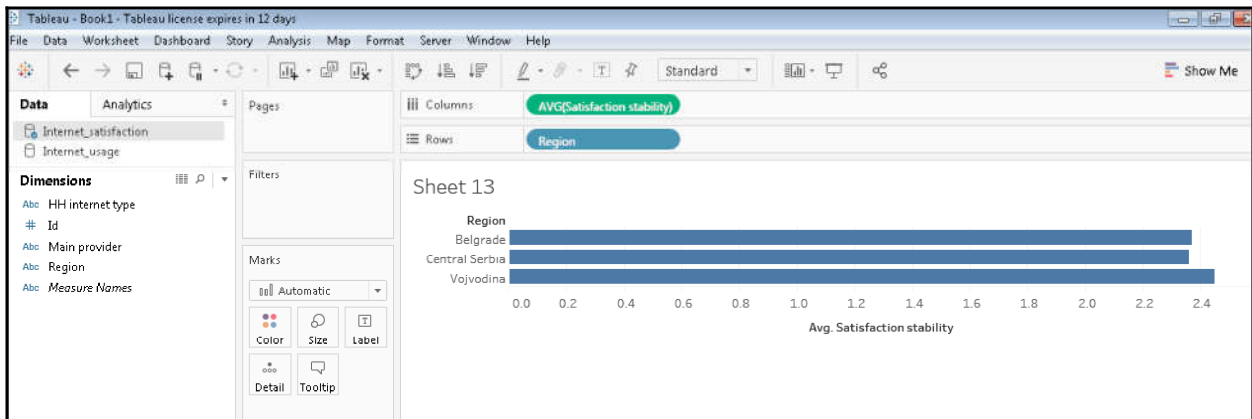 Tableau - Book1 - Tableau license expires in 12 days
File Data Worksheet Dashboard Story Analysis Map Format Server Window Help
Standard
Show Me
Data Analytics
Internet_satisfaction
Internet_usage
Dimensions
Abc HH internet type
# Id
Abc Main provider
Abc Region
Abc Measure Names
Pages
Filters
Marks
Automatic
Color Size Label
Detail Tooltip
Columns AVG(Satisfaction stability)
Rows Region
Sheet 13
Region
Belgrade
Central Serbia
Vojvodina
0.0 0.2 0.4 0.6 0.8 1.0 1.2 1.4 1.6 1.8 2.0 2.2 2.4
Avg. Satisfaction stability